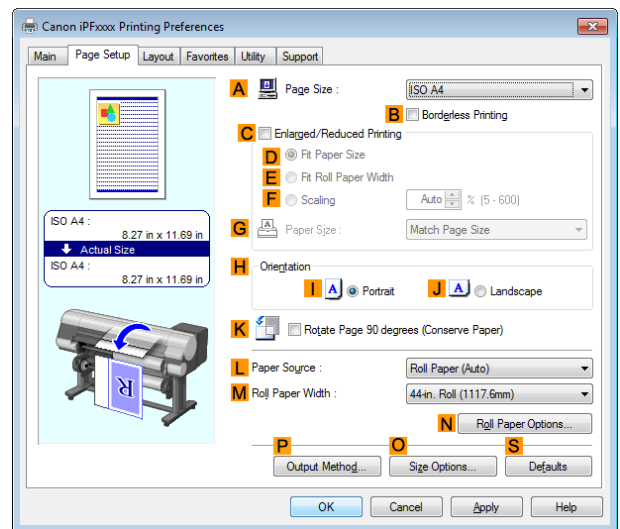 Canon iPFxxxx Printing Preferences
Main Page Setup Layout Favorites Utility Support
A Page Size : ISO A4
B Borderless Printing
C Enlarged/Reduced Printing
D Fit Paper Size
E Fit Roll Paper Width
F Scaling Auto % (5 - 600)
ISO A4 :
8.27 in x 11.69 in
Actual Size
ISO A4 :
8.27 in x 11.69 in
G Paper Size : Match Page Size
H Orientation
I A Portrait J A Landscape
K Rotate Page 90 degrees (Conserve Paper)
R
L Paper Source : Roll Paper (Auto)
M Roll Paper Width : 44-in. Roll (1117.6mm)
N Roll Paper Options...
P O S
Output Method... Size Options... Defaults
OK Cancel Apply Help